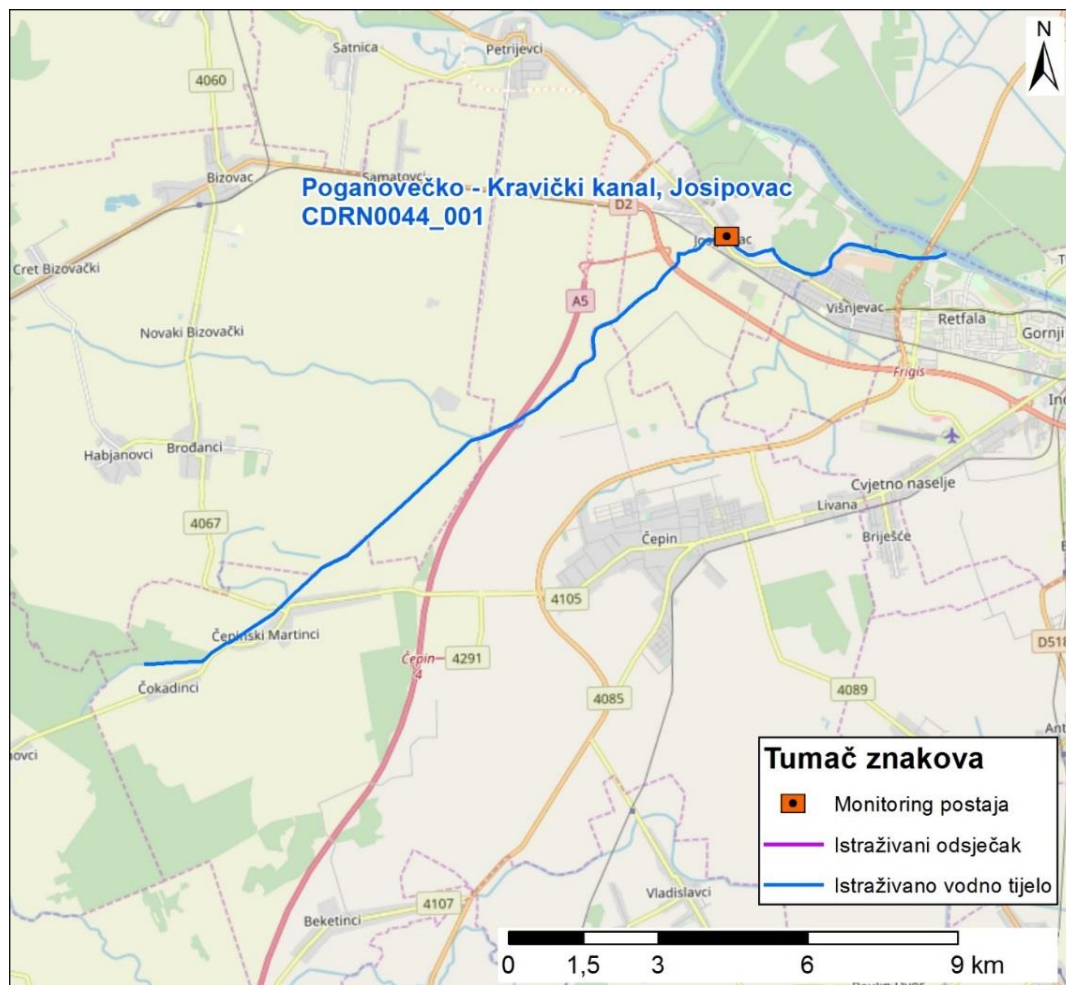 Satnica
Petrijevci
N
4060
Bizovac
Samatovci
Poganovečko - Kravički kanal, Josipovac
CDRN0044_001
D2
Cret Bizovački
A5
Višnjevac
Retfala
Gornji
Novaki Bizovački
Frigis
Habjanovci
Brođanci
Cvjetno naselje
Livana
4067
Čepin
Briješće
4105
Čepinski Martinci
D518
Čepin
4
4291
Čokadinci
4089
4085
Tumač znakova
Monitoring postaja
Istraživani odsječak
Istraživano vodno tijelo
4107
Vladislavci
Beketinci
0 1,5 3 6 9 km